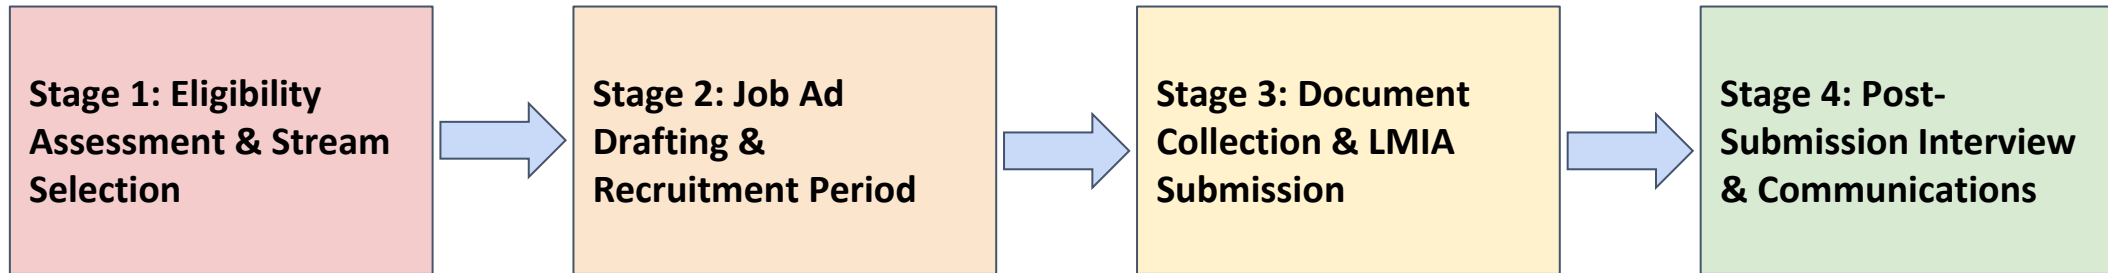 Stage 1: Eligibility
Assessment & Stream
Selection
Stage 2: Job Ad
Drafting &
Recruitment Period
Stage 3: Document
Collection & LMIA
Submission
Stage 4: Post-
Submission Interview
& Communications